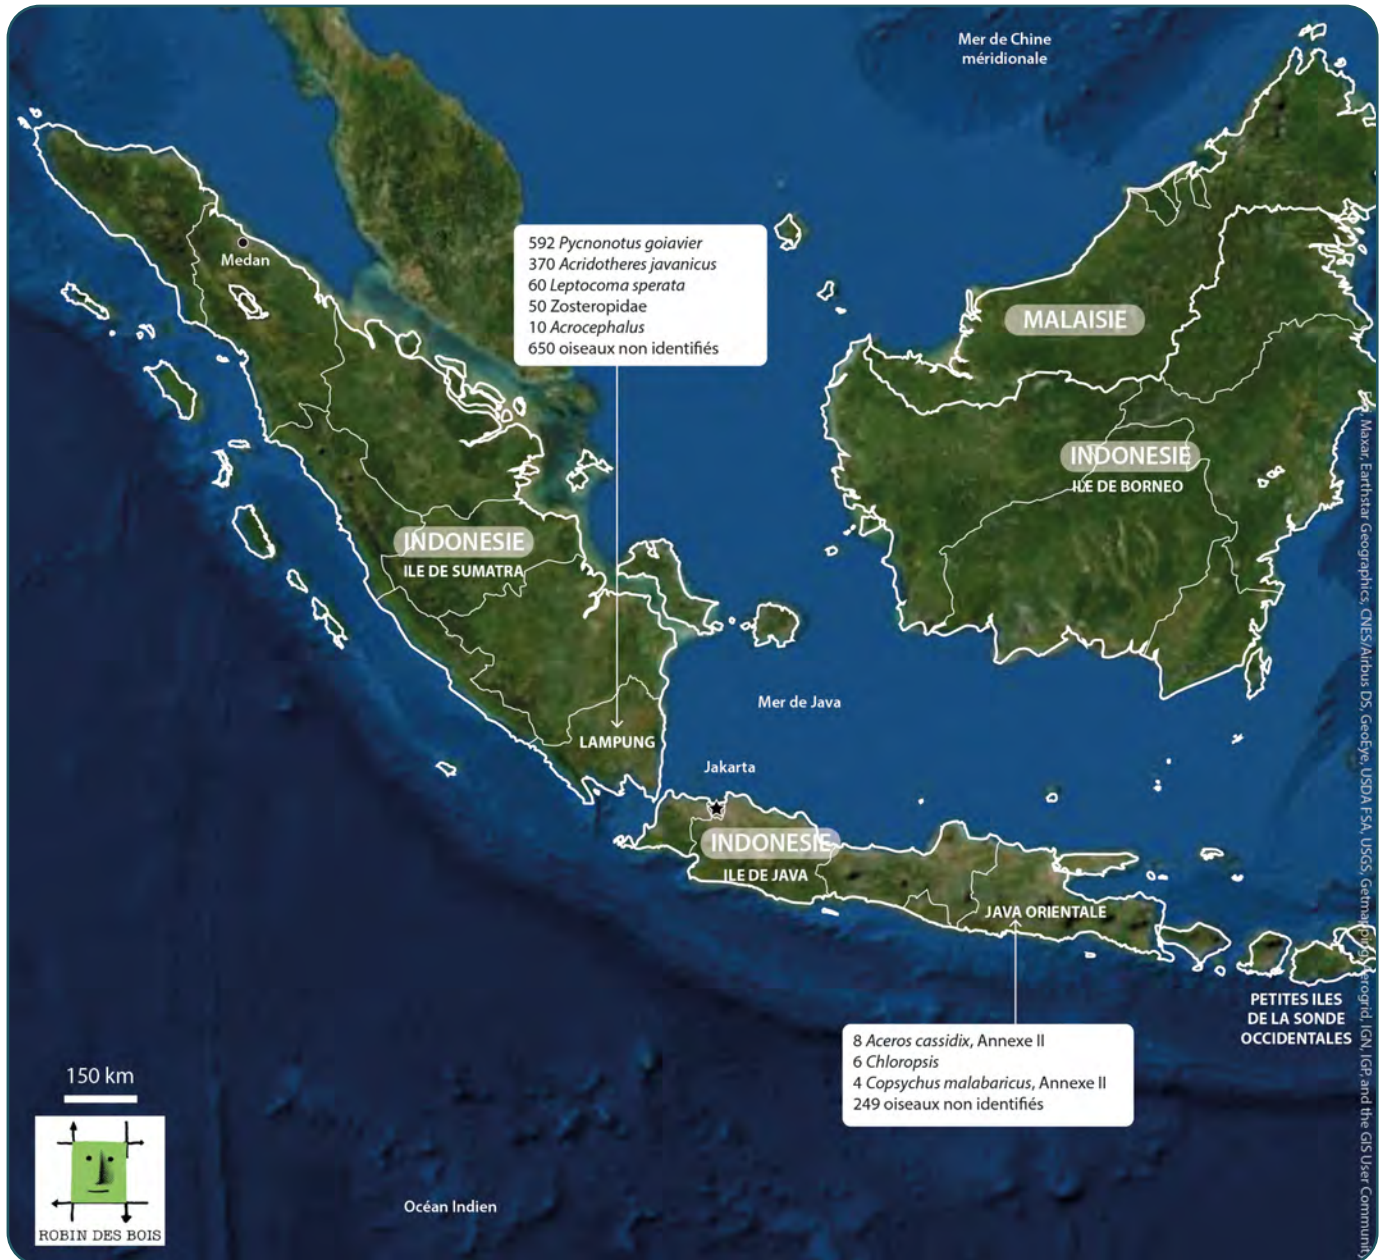 Mer de Chine
méridionale
592 Pycnonotus goiavier
370 Acridotheres javanicus
60 Leptocoma sperata
50 Zosteropidae
10 Acrocephalus
650 oiseaux non identifiés
Medan
MALAISIE
INDONESIE
ILE DE BORNEO
INDONESIE
ILE DE SUMATRA
Mer de Java
LAMPUNG
Jakarta
INDONESIE
ILE DE JAVA
JAVA ORIENTALE
PETITES ILES
DE LA SONDE
OCCIDENTALES
8 Aceros cassidix, Annexe II
6 Chloropsis
4 Copsychus malabaricus, Annexe II
249 oiseaux non identifiés
150 km
ROBIN DES BOIS
Océan Indien
Maxar, Earthstar Geographics, CNES/Airbus DS, GeoEye, USDA FSA, USGS, Getmapping, Aerogrid, IGN, IGP, and the GIS User Community